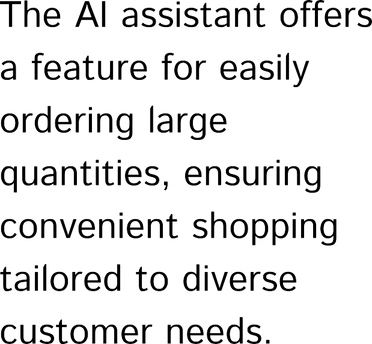 The AI assistant offers
a feature for easily
ordering large
quantities, ensuring
convenient shopping
tailored to diverse
customer needs.